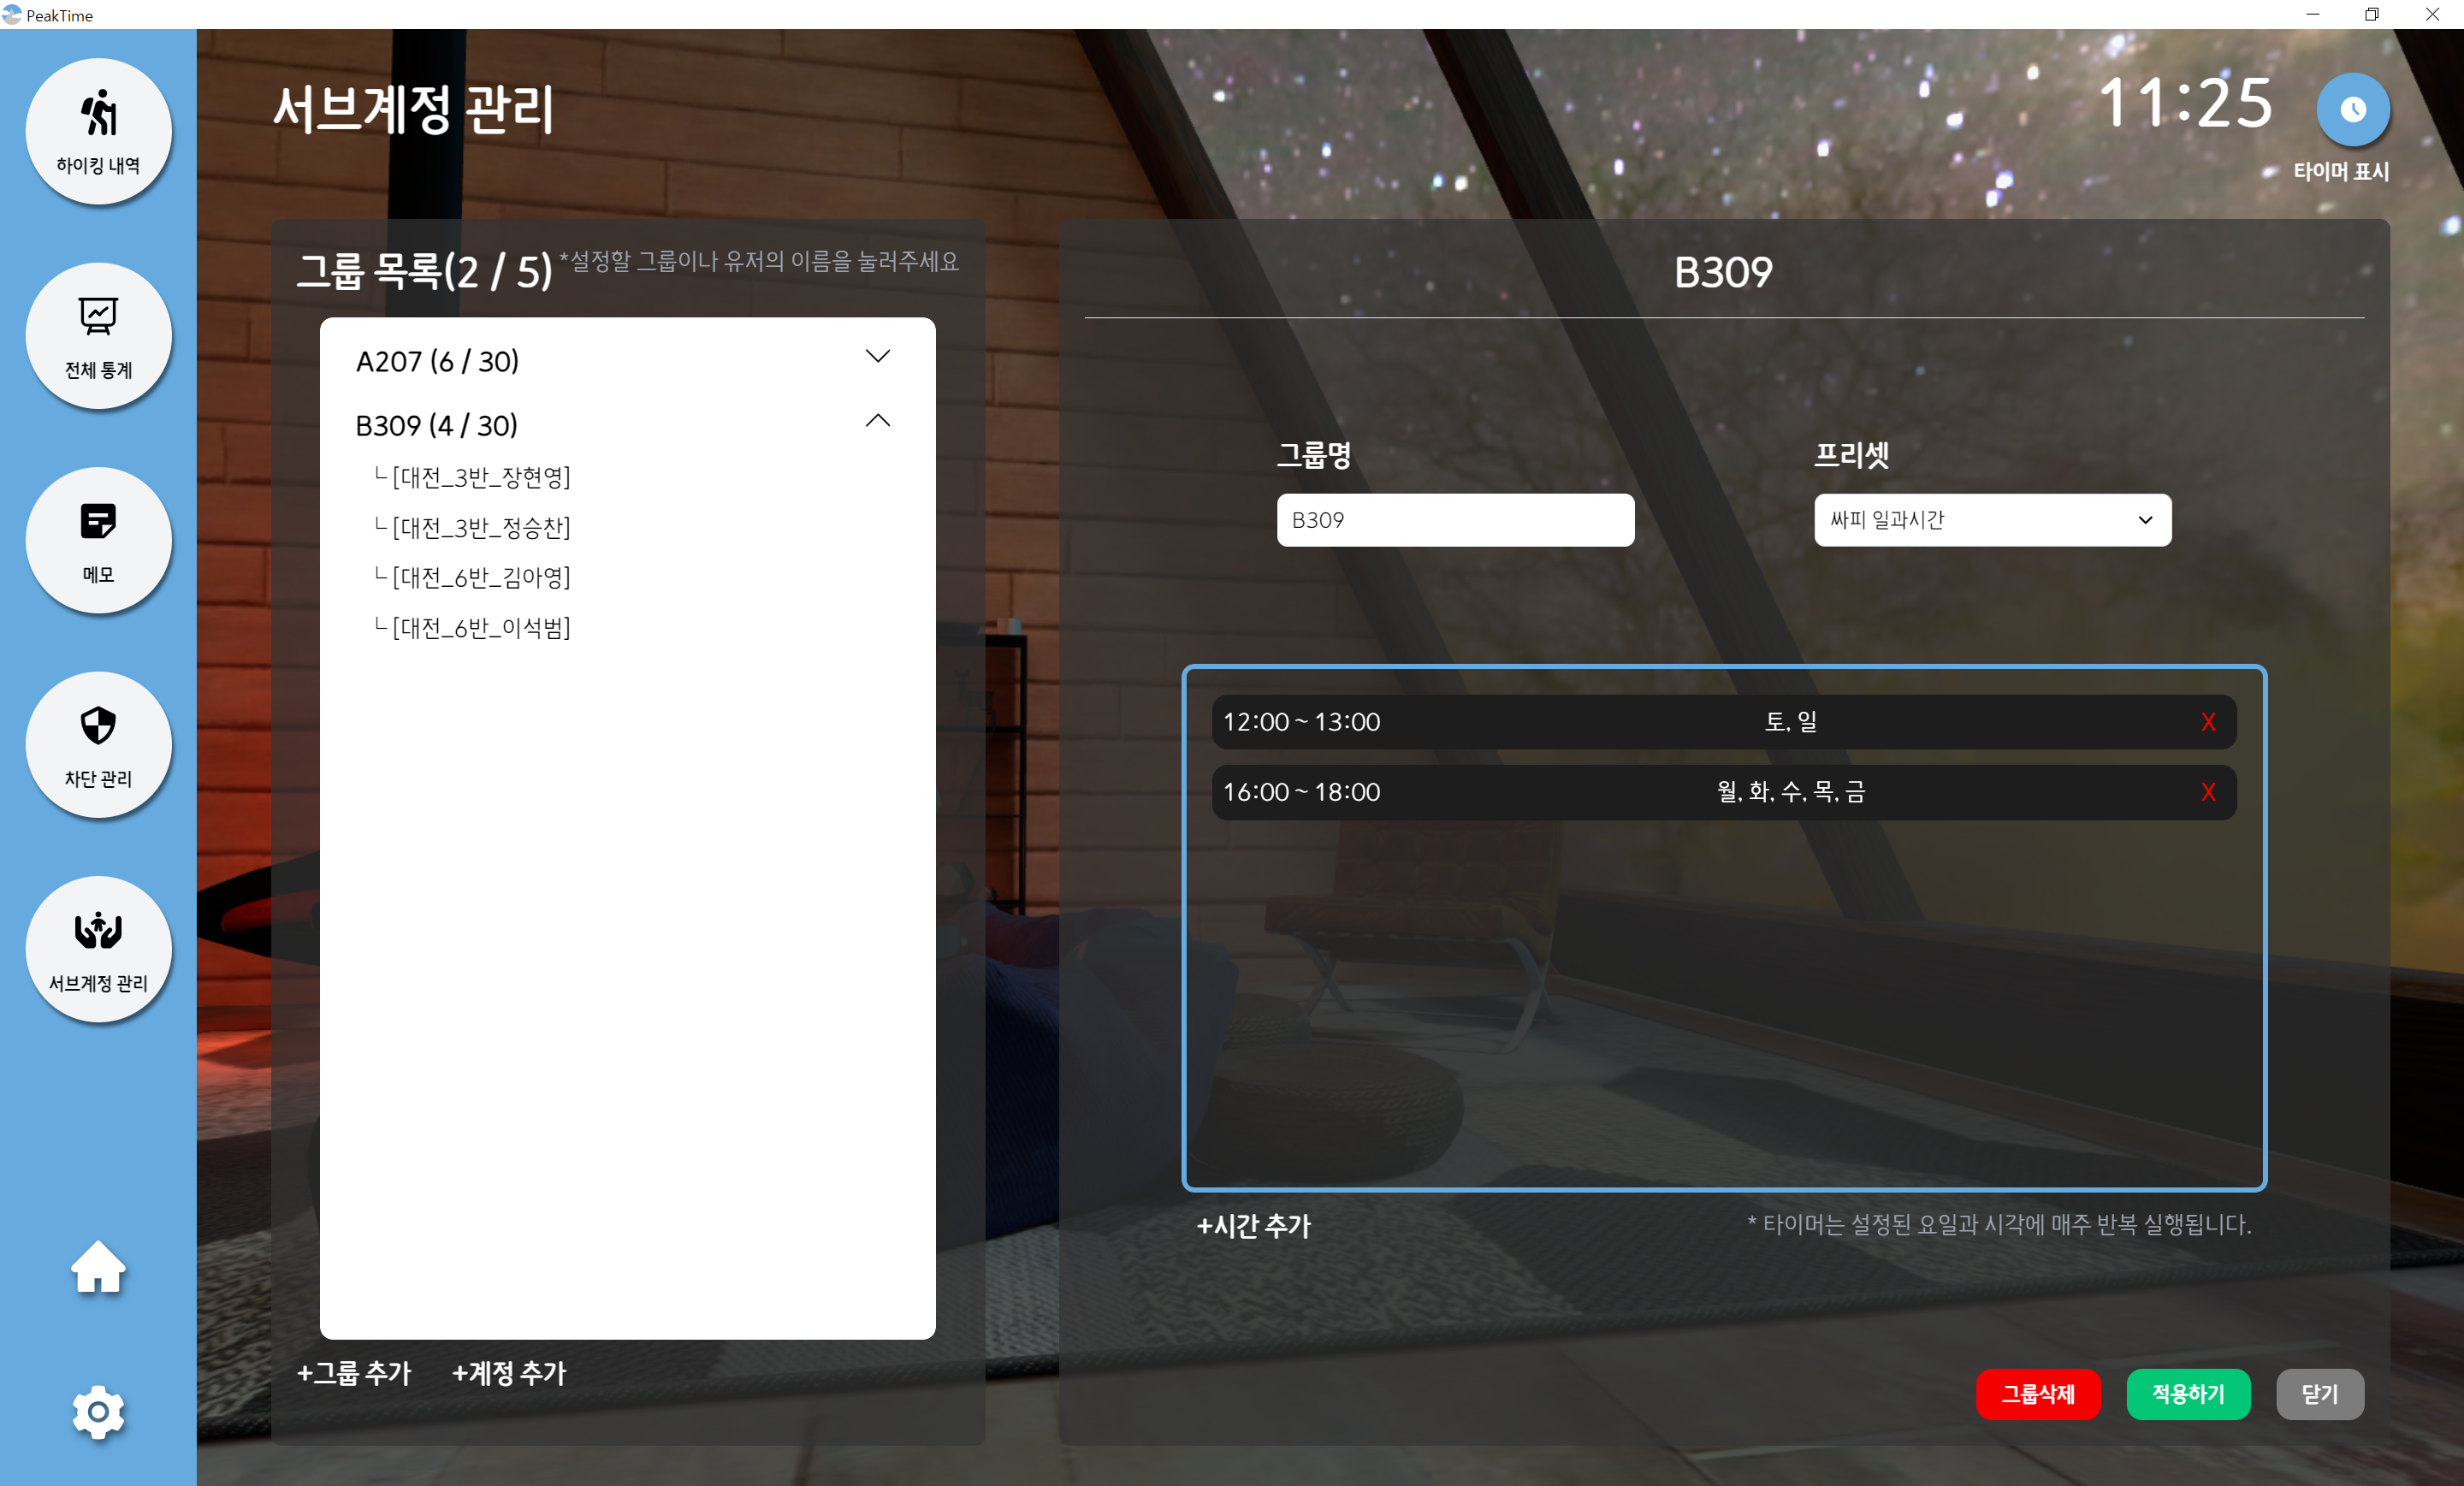 PeakTime
하이킹 내역
전체 통계
메모
차단 관리
서브계정 관리
서브계정 관리
11:25
타이머 표시
그룹 목록(2 / 5) *설정할 그룹이나 유저의 이름을 눌러주세요
A207 (6 / 30)
B309 (4 / 30)
└ [대전_3반_장현영]
└ [대전_3반_정승찬]
└ [대전_6반_김아영]
└ [대전_6반_이석범]
+그룹 추가 +계정 추가
B309
그룹명 프리셋
B309 싸피 일과시간
12:00 ~ 13:00 토, 일 X
16:00 ~ 18:00 월, 화, 수, 목, 금 X
+시간 추가 * 타이머는 설정된 요일과 시각에 매주 반복 실행됩니다.
그룹삭제 적용하기 닫기